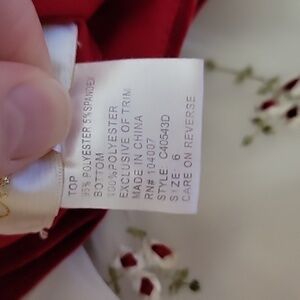 TOP
95% POLYESTER 5% SPANDEX
BOTTOM
100% POLYESTER
EXCLUSIVE OF TRIM
MADE IN CHINA
RN# 104007
STYLE: C40543D
SIZE: 6
CARE ON REVERSE